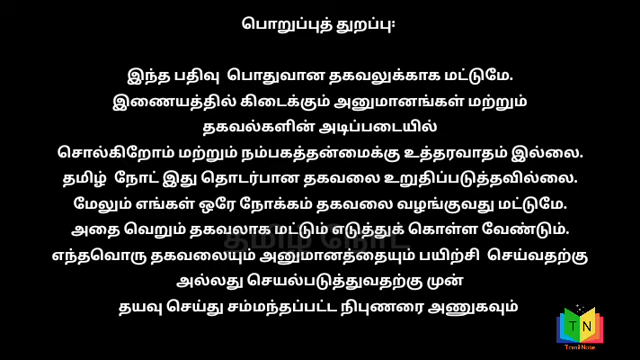 பொறுப்புத் துறப்பு:
இந்த பதிவு பொதுவான தகவலுக்காக மட்டுமே.
இணையத்தில் கிடைக்கும் அனுமானங்கள் மற்றும்
தகவல்களின் அடிப்படையில்
சொல்கிறோம் மற்றும் நம்பகத்தன்மைக்கு உத்தரவாதம் இல்லை.
தமிழ் நோட் இது தொடர்பான தகவலை உறுதிப்படுத்தவில்லை.
மேலும் எங்கள் ஒரே நோக்கம் தகவலை வழங்குவது மட்டுமே.
அதை வெறும் தகவலாக மட்டும் எடுத்துக் கொள்ள வேண்டும்.
தமிழ் நோட்
எந்தவொரு தகவலையும் அனுமானத்தையும் பயிற்சி செய்வதற்கு
அல்லது செயல்படுத்துவதற்கு முன்
தயவு செய்து சம்மந்தப்பட்ட நிபுணரை அணுகவும்
T N